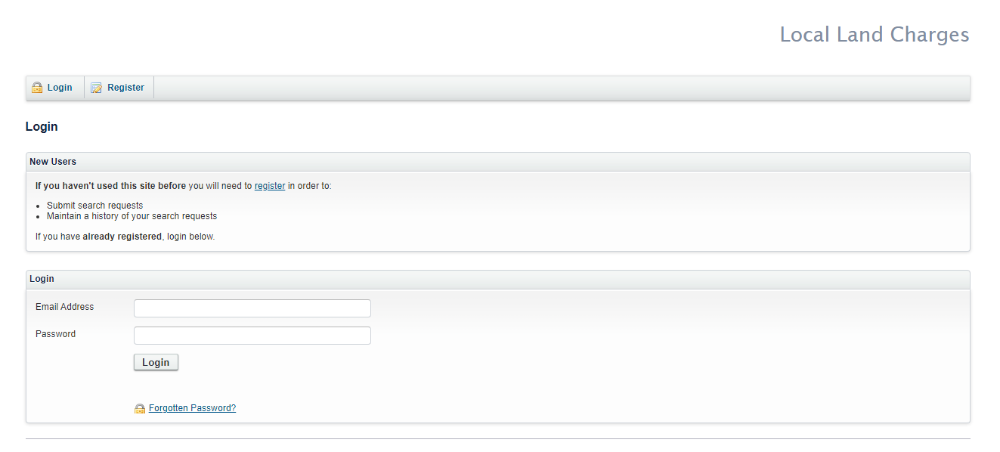 Local Land Charges
Login
Register
Login
New Users
If you haven't used this site before you will need to register in order to:
Submit search requests
Maintain a history of your search requests
If you have already registered, login below.
Login
Email Address
Password
Login
Forgotten Password?